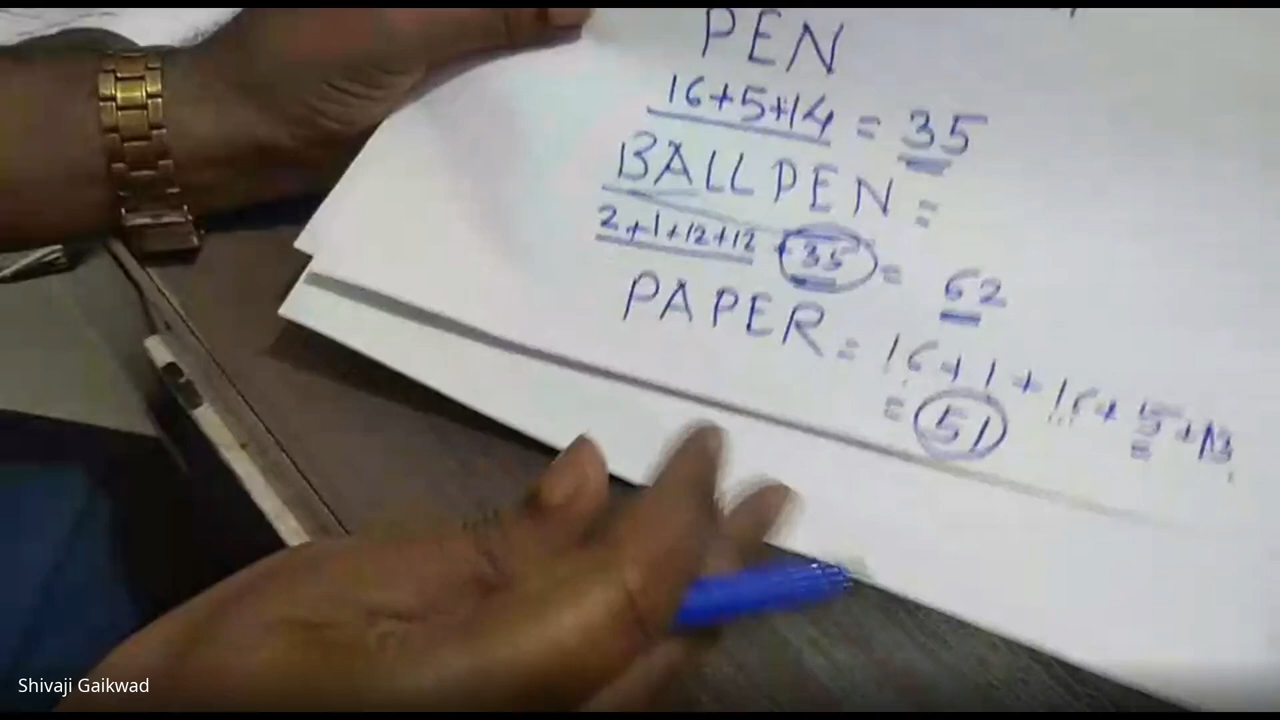 PEN
16+5+14 = 35
BALLPEN =
2+1+12+12 +35 = 62
PAPER = 16+1+16+5+13
= 51
Shivaji Gaikwad